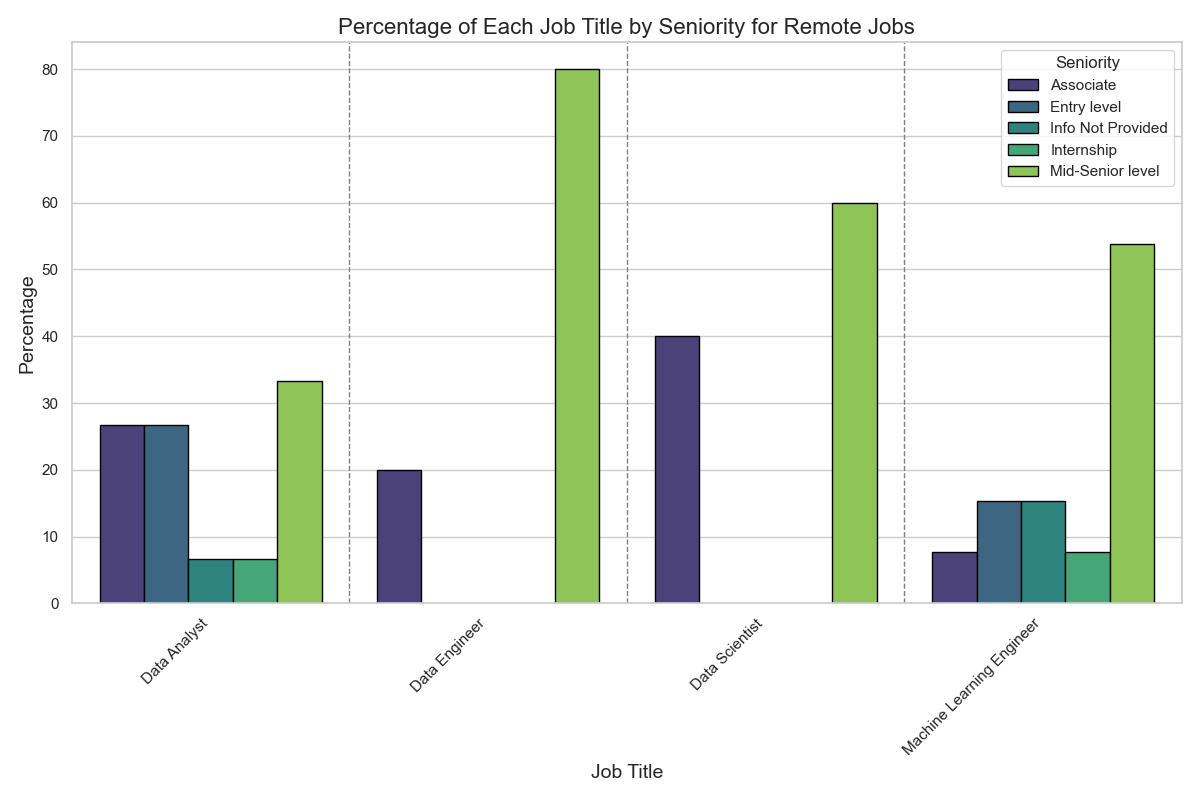 Percentage of Each Job Title by Seniority for Remote Jobs
Seniority
Associate
Entry level
Info Not Provided
Internship
Mid-Senior level
Percentage
80
70
60
50
40
30
20
10
0
Data Analyst
Data Engineer
Data Scientist
Machine Learning Engineer
Job Title